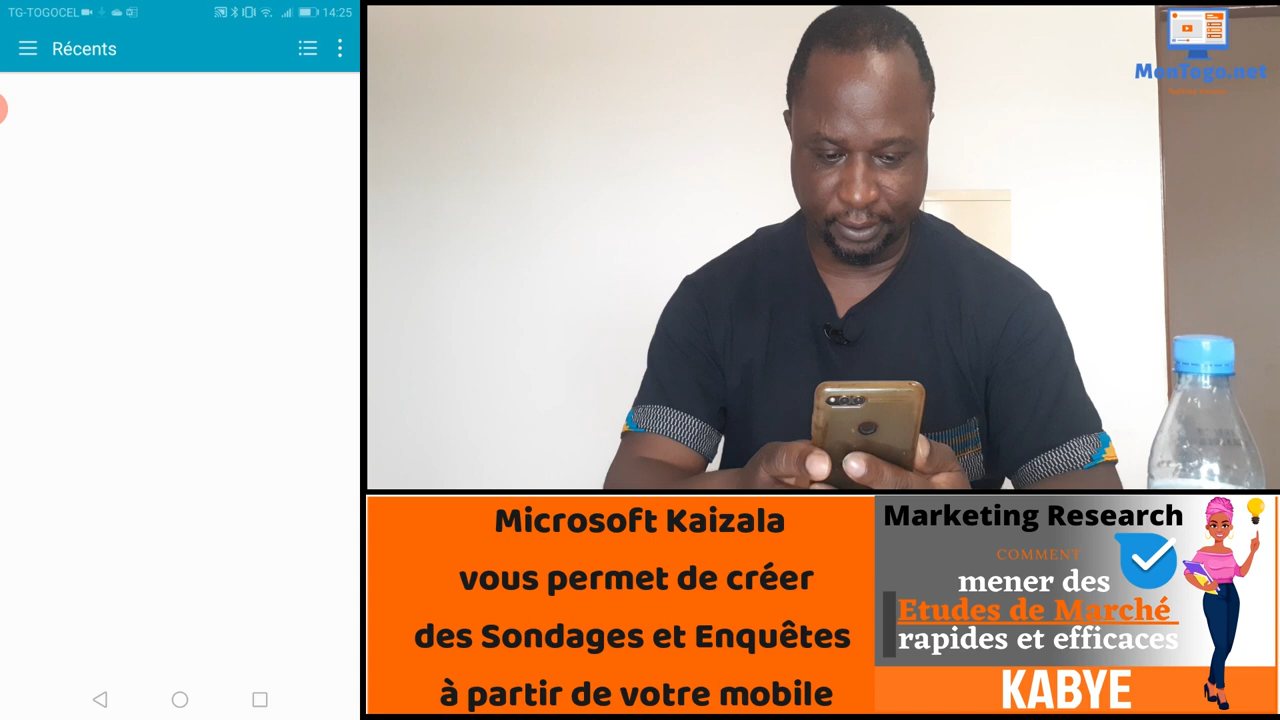 TG-TOGOCEL
14:25
Récents
MonTogo.net
Microsoft Kaizala
vous permet de créer
des Sondages et Enquêtes
à partir de votre mobile
Marketing Research
COMMENT
mener des
Etudes de Marché
rapides et efficaces
KABYE